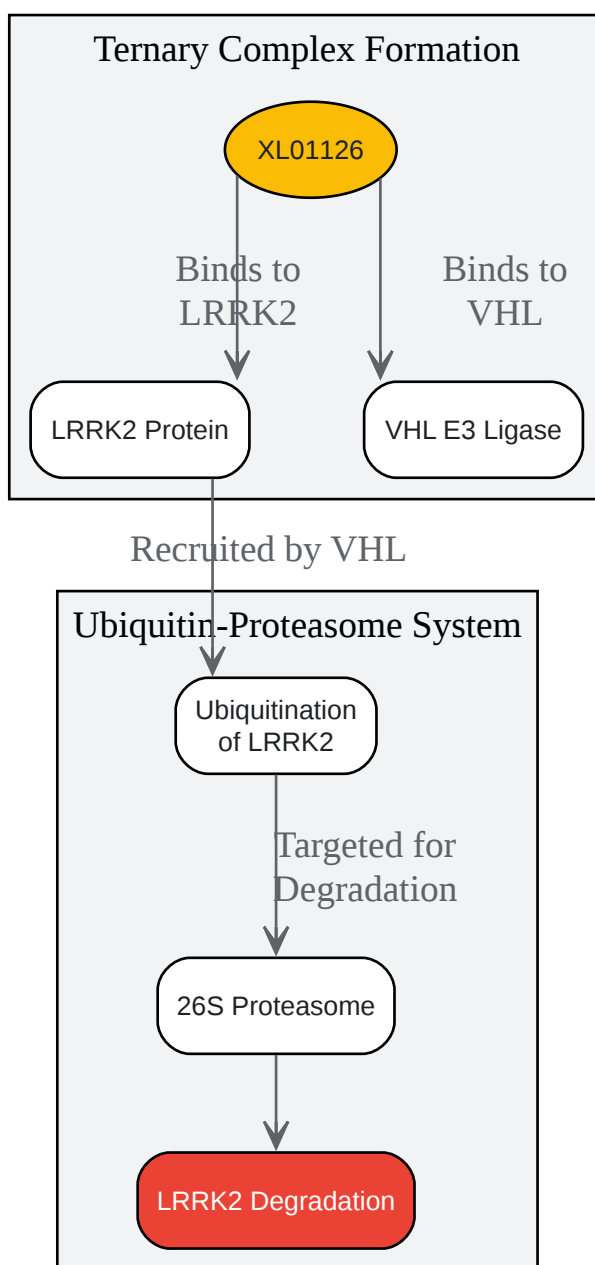 Ternary Complex Formation
XL01126
Binds to
LRRK2
Binds to
VHL
LRRK2 Protein
VHL E3 Ligase
Recruited by VHL
Ubiquitin-Proteasome System
Ubiquitination
of LRRK2
Targeted for
Degradation
26S Proteasome
LRRK2 Degradation